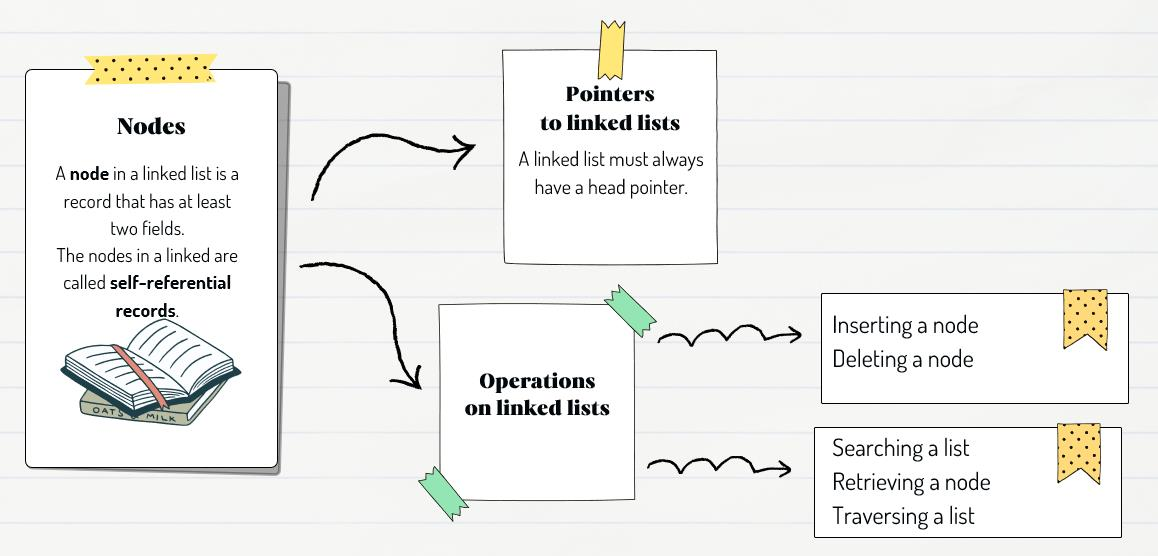 Nodes
A node in a linked list is a
record that has at least
two fields.
The nodes in a linked are
called self-referential
records.
OATS & MILK
Pointers
to linked lists
A linked list must always
have a head pointer.
Operations
on linked lists
Inserting a node
Deleting a node
Searching a list
Retrieving a node
Traversing a list